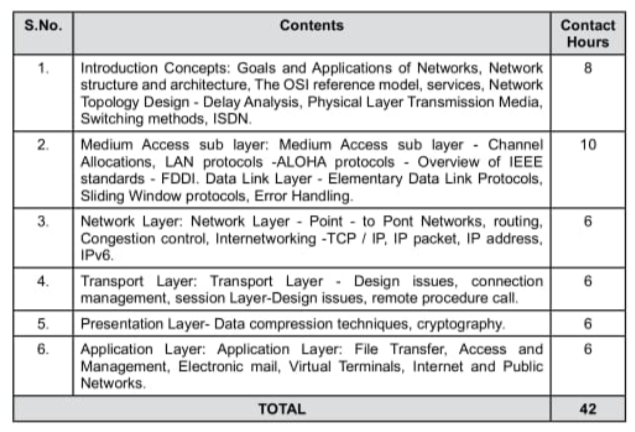 S.No. Contents Contact
Hours
1. Introduction Concepts: Goals and Applications of Networks, Network 8
structure and architecture, The OSI reference model, services, Network
Topology Design - Delay Analysis, Physical Layer Transmission Media,
Switching methods, ISDN.
2. Medium Access sub layer: Medium Access sub layer - Channel 10
Allocations, LAN protocols -ALOHA protocols - Overview of IEEE
standards - FDDI. Data Link Layer - Elementary Data Link Protocols,
Sliding Window protocols, Error Handling.
3. Network Layer: Network Layer - Point - to Pont Networks, routing, 6
Congestion control, Internetworking -TCP / IP, IP packet, IP address,
IPv6.
4. Transport Layer: Transport Layer - Design issues, connection 6
management, session Layer-Design issues, remote procedure call.
5. Presentation Layer- Data compression techniques, cryptography. 6
6. Application Layer: Application Layer: File Transfer, Access and 6
Management, Electronic mail, Virtual Terminals, Internet and Public
Networks.
TOTAL 42